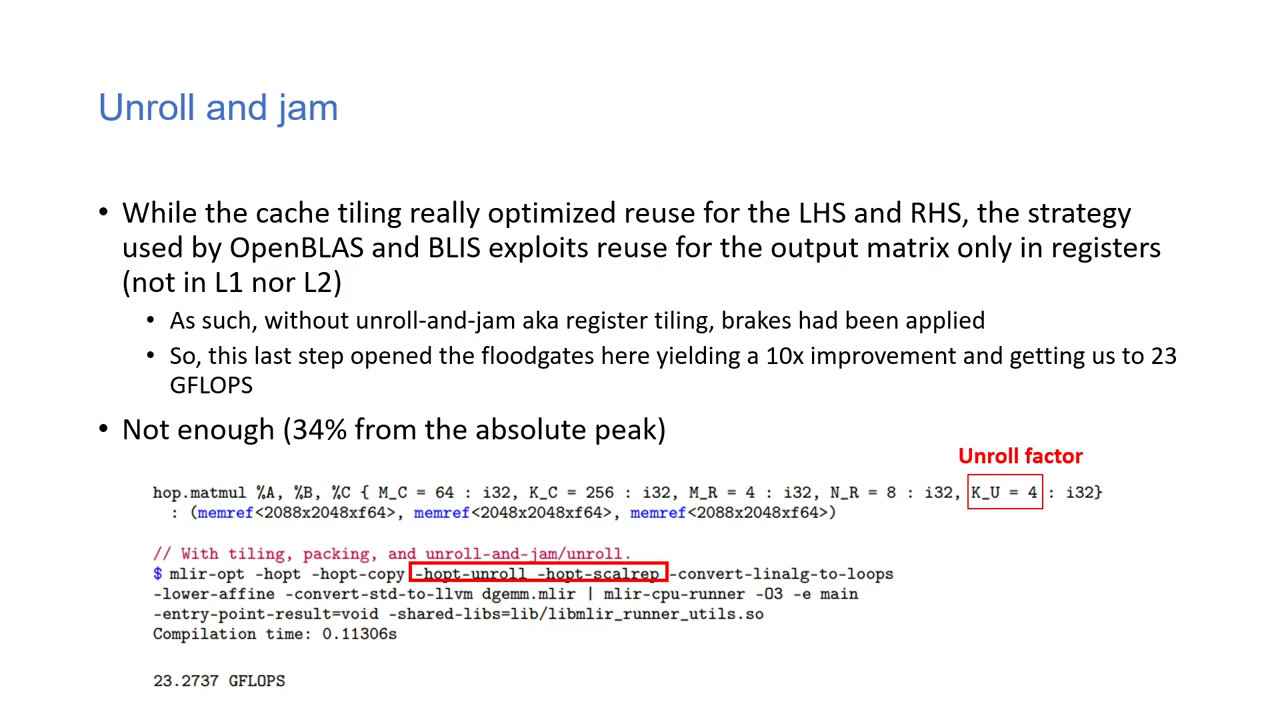 Unroll and jam
• While the cache tiling really optimized reuse for the LHS and RHS, the strategy
used by OpenBLAS and BLIS exploits reuse for the output matrix only in registers
(not in L1 nor L2)
• As such, without unroll-and-jam aka register tiling, brakes had been applied
• So, this last step opened the floodgates here yielding a 10x improvement and getting us to 23
GFLOPS
• Not enough (34% from the absolute peak)
Unroll factor
hop.matmul %A, %B, %C { M_C = 64 : i32, K_C = 256 : i32, M_R = 4 : i32, N_R = 8 : i32, K_U = 4 : i32}
: (memref<2088x2048xf64>, memref<2048x2048xf64>, memref<2088x2048xf64>)
// With tiling, packing, and unroll-and-jam/unroll.
$ mlir-opt -hopt -hopt-copy -hopt-unroll -hopt-scalrep -convert-linalg-to-loops
-lower-affine -convert-std-to-llvm dgemm.mlir | mlir-cpu-runner -O3 -e main
-entry-point-result=void -shared-libs=lib/libmlir_runner_utils.so
Compilation time: 0.11306s
23.2737 GFLOPS